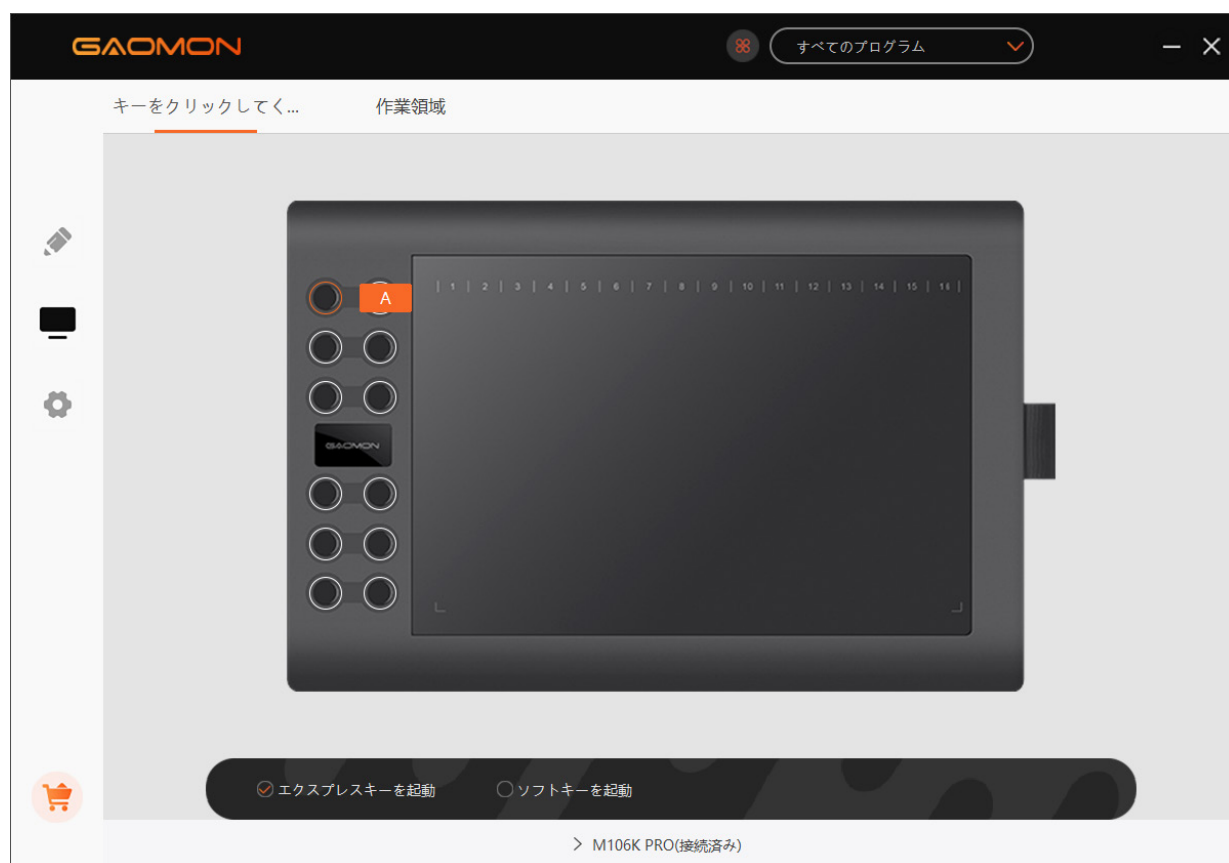 GAOMON
すべてのプログラム
キーをクリックしてく...
作業領域
A
| 1 | 2 | 3 | 4 | 5 | 6 | 7 | 8 | 9 | 10 | 11 | 12 | 13 | 14 | 15 | 16 |
GAOMON
エクスプレスキーを起動
ソフトキーを起動
M106K PRO(接続済み)